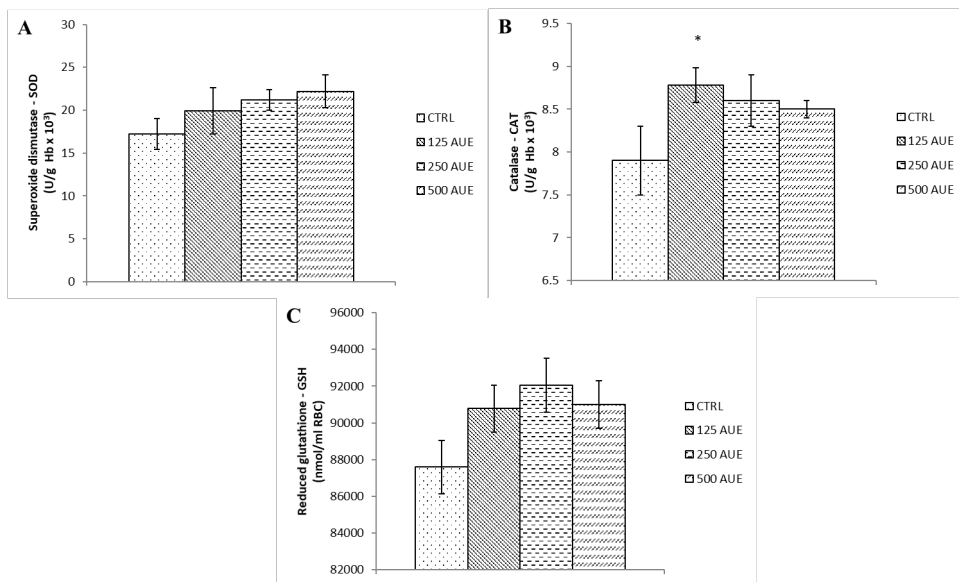 A
Superoxide dismutase - SOD
(U/g Hb x 10³)
30
25
20
15
10
5
0
CTRL
125 AUE
250 AUE
500 AUE
B
*
Catalase - CAT
(U/g Hb x 10³)
9.5
9
8.5
8
7.5
7
6.5
CTRL
125 AUE
250 AUE
500 AUE
C
Reduced glutathione - GSH
(nmol/ml RBC)
96000
94000
92000
90000
88000
86000
84000
82000
CTRL
125 AUE
250 AUE
500 AUE